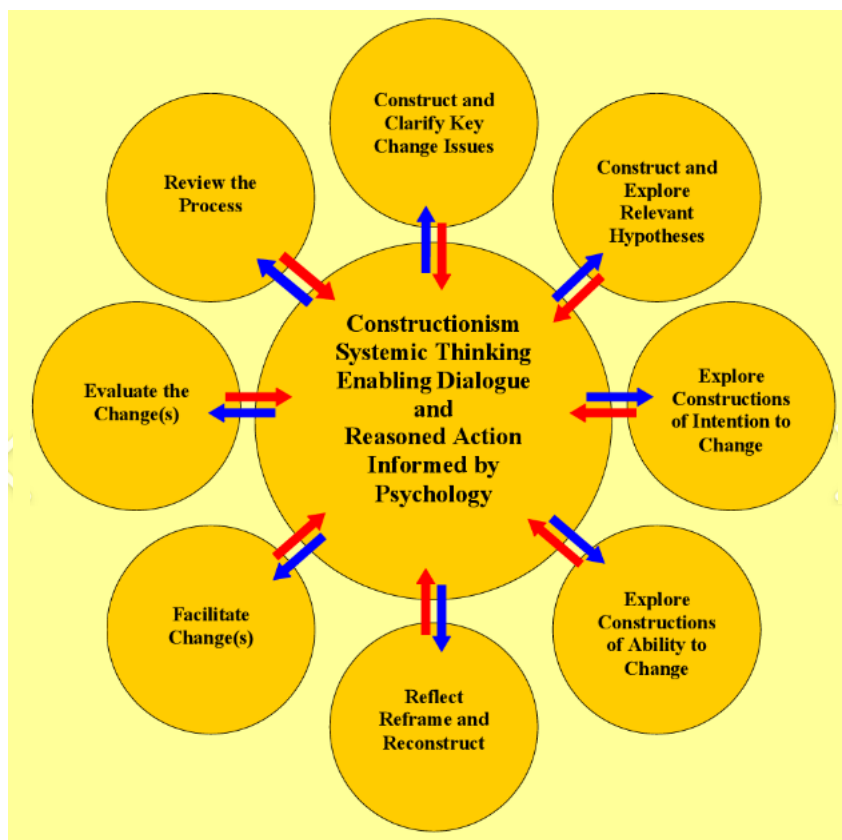 Construct and
Clarify Key
Change Issues
Construct and
Explore
Relevant
Hypotheses
Explore
Constructions
of Intention to
Change
Explore
Constructions
of Ability to
Change
Reflect
Reframe and
Reconstruct
Facilitate
Change(s)
Evaluate the
Change(s)
Review the
Process
Constructionism
Systemic Thinking
Enabling Dialogue
and
Reasoned Action
Informed by
Psychology